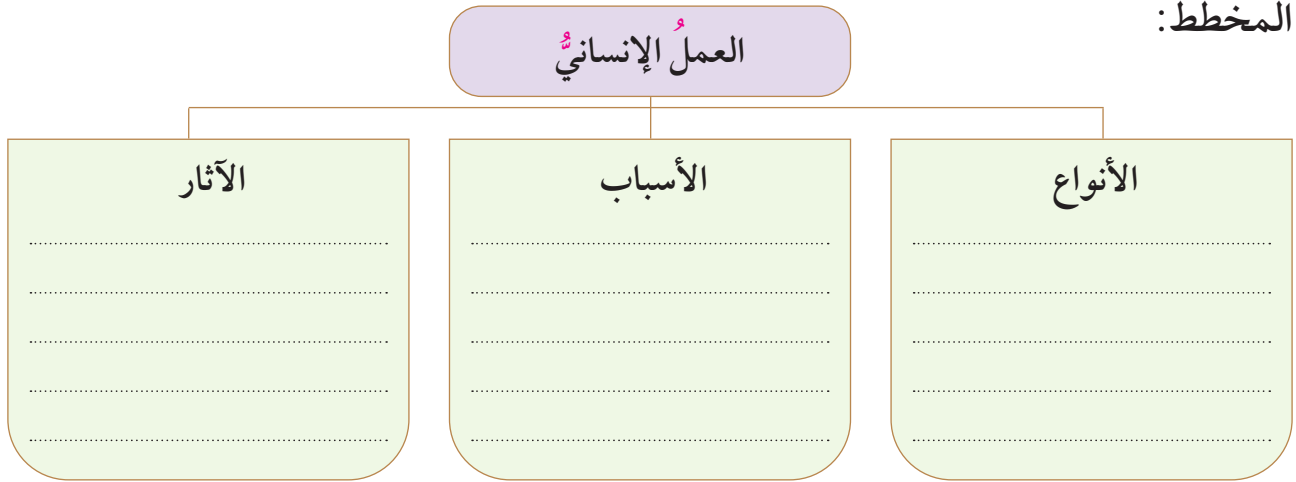 المخطط:
العملُ الإنسانيُّ
الأنواع
الأسباب
الآثار